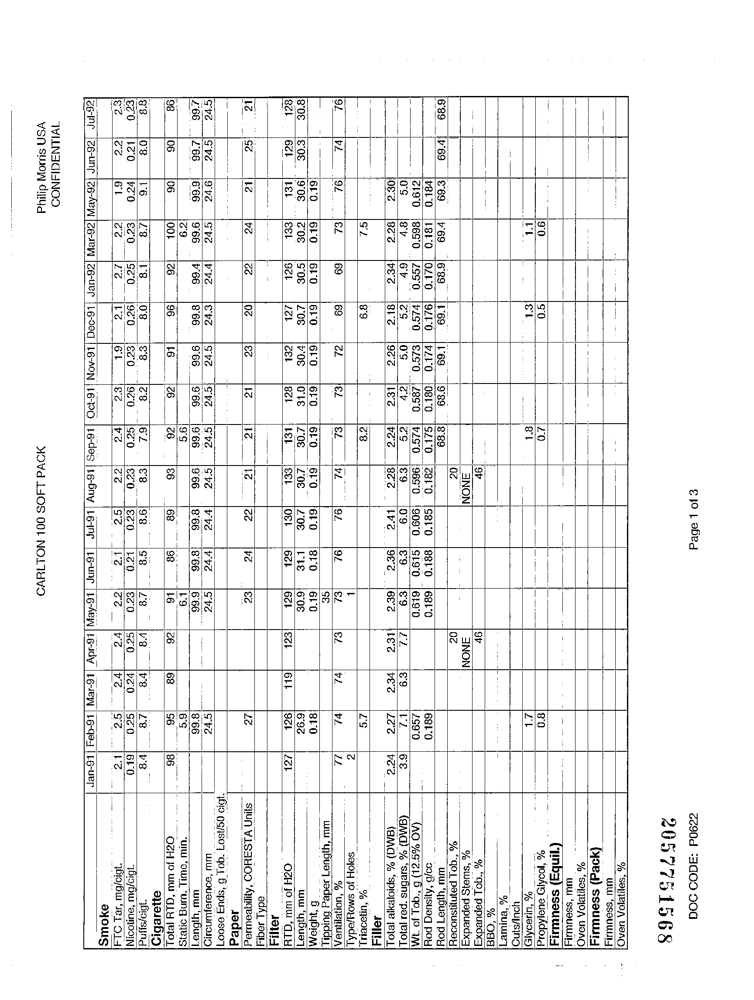 Philip Morris USA
CONFIDENTIAL
CARLTON 100 SOFT PACK
Jan-91 Feb-91 Mar-91 Apr-91 May-91 Jun-91 Jul-91 Aug-91 Sep-91 Oct-91 Nov-91 Dec-91 Jan-92 Mar-92 May-92 Jun-92 Jul-92
Smoke
FTC Tar, mg/cigt. 2.1 2.5 2.4 2.4 2.2 2.1 2.5 2.2 2.4 2.3 1.9 2.1 2.7 2.2 1.9 2.2 2.3
Nicotine, mg/cigt. 0.19 0.25 0.24 0.25 0.23 0.21 0.23 0.23 0.25 0.26 0.23 0.26 0.25 0.23 0.24 0.21 0.23
Puffs/cigt. 8.4 8.7 8.4 8.4 8.7 8.5 8.6 8.3 7.9 8.2 8.3 8.0 8.1 8.7 9.1 8.0 8.8
Cigarette
Total RTD, mm of H2O 98 95 89 92 91 86 89 93 92 92 91 96 92 100 90 90 86
Static Burn, Time, min. 5.9 6.1 5.6 6.2
Length, mm 99.8 99.9 99.8 99.8 99.6 99.6 99.6 99.6 99.8 99.4 99.6 99.9 99.7 99.7
Circumference, mm 24.5 24.5 24.4 24.4 24.5 24.5 24.5 24.5 24.3 24.4 24.5 24.6 24.5 24.5
Loose Ends, g Tob. Lost/50 cigt.
Paper
Permeability, CORESTA Units 27 23 24 22 21 21 21 23 20 22 24 21 25 21
Fiber Type
Filter
RTD, mm of H2O 127 126 119 123 129 129 130 133 131 128 132 127 126 133 131 129 128
Length, mm 26.9 30.9 31.1 30.7 30.7 30.7 31.0 30.4 30.7 30.5 30.2 30.6 30.3 30.8
Weight, g 0.18 0.19 0.18 0.19 0.19 0.19 0.19 0.19 0.19 0.19 0.19 0.19
Tipping Paper Length, mm 35
Ventilation, % 77 74 74 73 73 76 76 74 73 73 72 69 69 73 76 74 76
Type/Rows of Holes 2 1
Triacetin, % 5.7 8.2 6.8 7.5
Filler
Total alkaloids, % (DWB) 2.24 2.27 2.34 2.31 2.39 2.36 2.41 2.28 2.24 2.31 2.26 2.18 2.34 2.28 2.30
Total red. sugars, % (DWB) 3.9 7.1 6.3 7.7 6.3 6.3 6.0 6.3 5.2 4.2 5.0 5.2 4.9 4.8 5.0
Wt. of Tob., g (12.5% OV) 0.657 0.619 0.615 0.606 0.596 0.574 0.587 0.573 0.574 0.557 0.598 0.612
Rod Density, g/cc 0.189 0.189 0.188 0.185 0.182 0.175 0.180 0.174 0.176 0.170 0.181 0.184
Rod Length, mm 68.8 68.6 69.1 69.1 68.9 69.4 69.3 69.4 68.9
Reconstituted Tob., % 20 20
Expanded Stems, % NONE NONE
Expanded Tob., % 46 46
BBO, %
Lamina, %
Cuts/Inch
Glycerin, % 1.7 1.8 1.3 1.1
Propylene Glycol, % 0.8 0.7 0.5 0.6
Firmness (Equil.)
Firmness, mm
Oven Volatiles, %
Firmness (Pack)
Firmness, mm
Oven Volatiles, %
2057751568
DOC CODE: P0622
Page 1 of 3